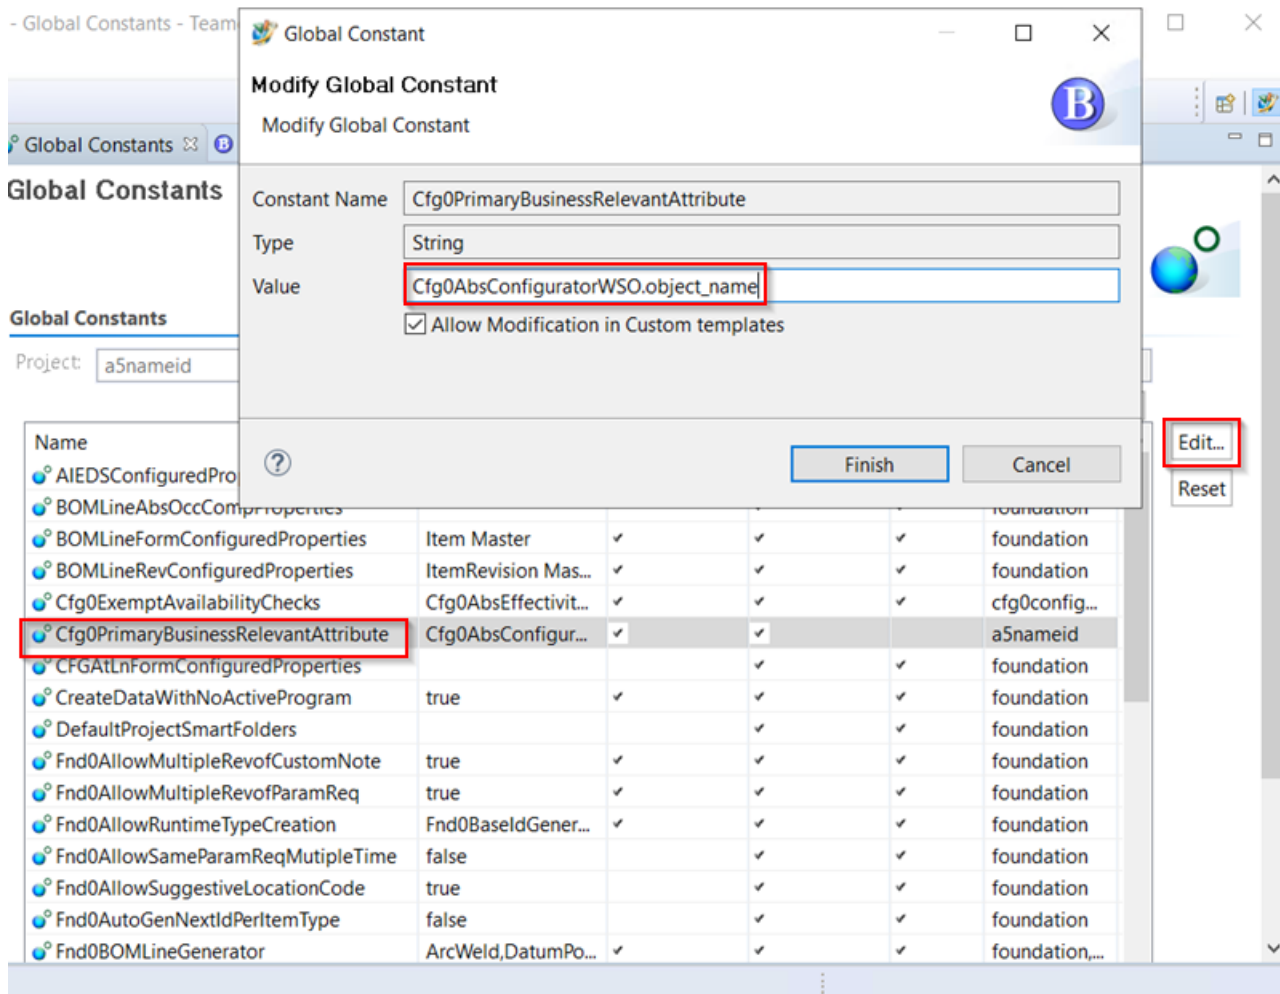 - Global Constants - Team
Global Constant
Modify Global Constant
B
Modify Global Constant
Global Constants
B
Global Constants
Constant Name Cfg0PrimaryBusinessRelevantAttribute
Type String
Value Cfg0AbsConfiguratorWSO.object_name
Allow Modification in Custom templates
Global Constants
Project: a5nameid
Name
Edit...
? Finish Cancel
AIEDSConfiguredPro
Reset
BOMLineAbsOccCompProperties foundation
BOMLineFormConfiguredProperties Item Master foundation
BOMLineRevConfiguredProperties ItemRevision Mas... foundation
Cfg0ExemptAvailabilityChecks Cfg0AbsEffectivit... cfg0config...
Cfg0PrimaryBusinessRelevantAttribute Cfg0AbsConfigur... a5nameid
CFGAtLnFormConfiguredProperties foundation
CreateDataWithNoActiveProgram true foundation
DefaultProjectSmartFolders foundation
Fnd0AllowMultipleRevofCustomNote true foundation
Fnd0AllowMultipleRevofParamReq true foundation
Fnd0AllowRuntimeTypeCreation Fnd0BaseIdGener... foundation
Fnd0AllowSameParamReqMutipleTime false foundation
Fnd0AllowSuggestiveLocationCode true foundation
Fnd0AutoGenNextIdPerItemType false foundation
Fnd0BOMLineGenerator ArcWeld,DatumPo... foundation,...